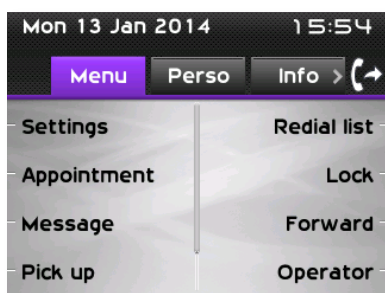 Mon 13 Jan 2014 15:54
Menu Perso Info >
Settings Redial list
Appointment Lock
Message Forward
Pick up Operator